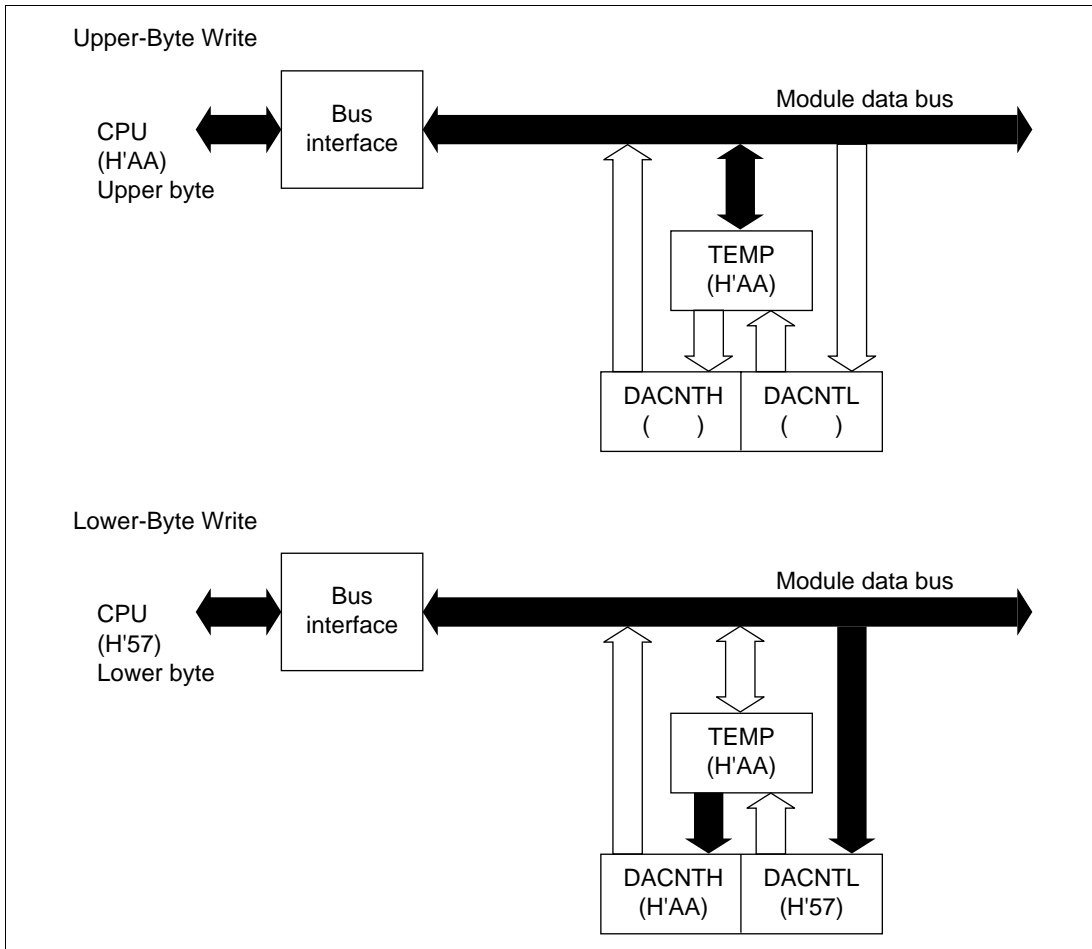 Upper-Byte Write
CPU
(H'AA)
Upper byte
Bus
interface
Module data bus
TEMP
(H'AA)
DACNTH
( )
DACNTL
( )
Lower-Byte Write
CPU
(H'57)
Lower byte
Bus
interface
Module data bus
TEMP
(H'AA)
DACNTH
(H'AA)
DACNTL
(H'57)